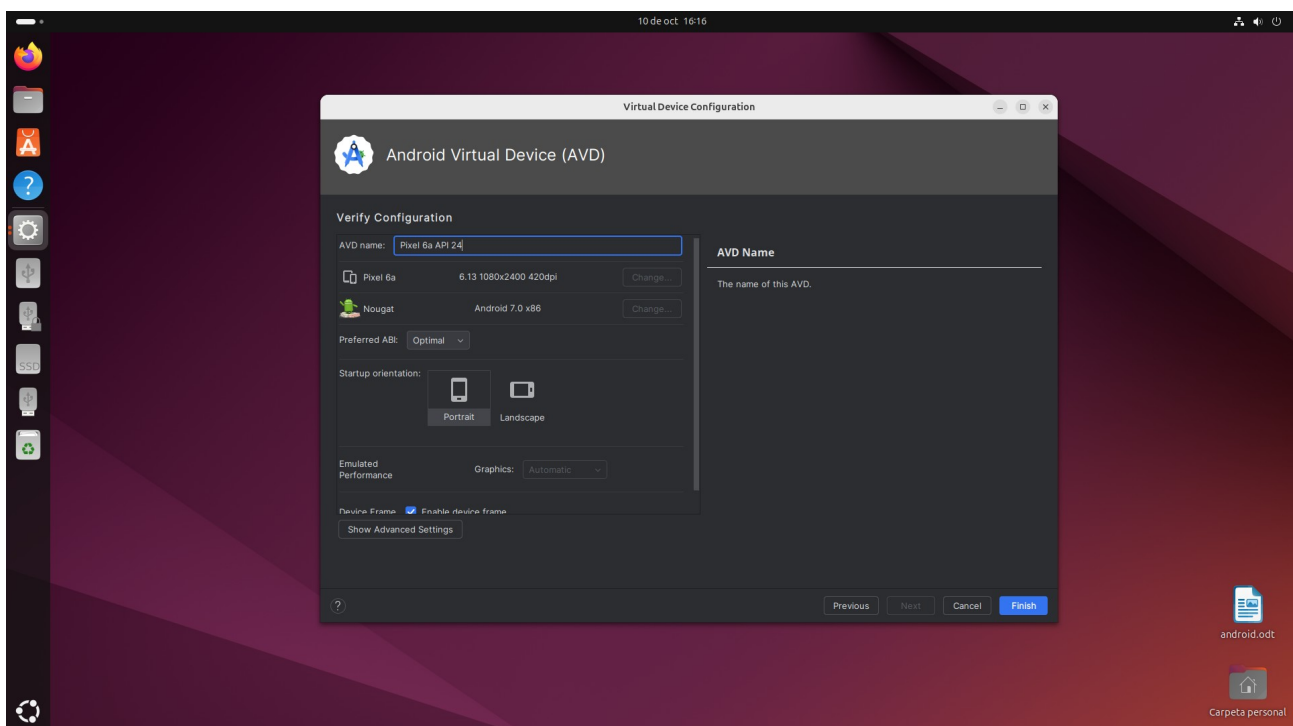 10 de oct 16:16
Virtual Device Configuration
Android Virtual Device (AVD)
Verify Configuration
AVD name: Pixel 6a API 24
Pixel 6a 6.13 1080x2400 420dpi Change...
Nougat Android 7.0 x86 Change...
Preferred ABI: Optimal
Startup orientation:
Portrait Landscape
Emulated
Performance
Graphics: Automatic
Device Frame Enable device frame
Show Advanced Settings
AVD Name
The name of this AVD.
?
Previous Next Cancel Finish
SSD
android.odt
Carpeta personal